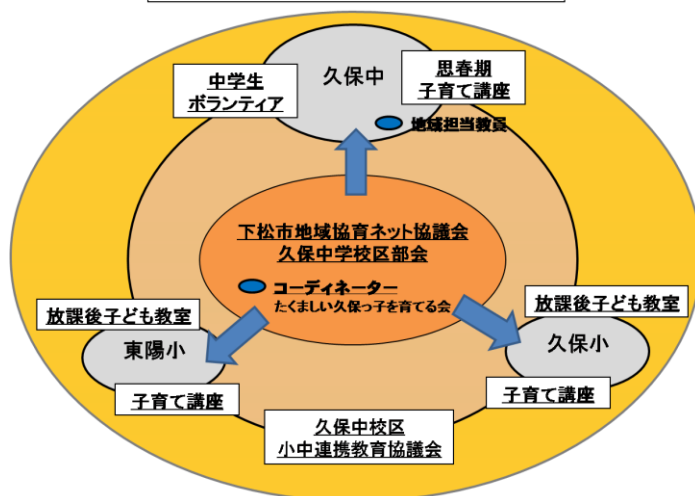 久保中
中学生
ボランティア
思春期
子育て講座
地域担当教員
下松市地域協育ネット協議会
久保中学校区部会
コーディネーター
たくましい久保っ子を育てる会
放課後子ども教室
東陽小
子育て講座
放課後子ども教室
久保小
子育て講座
久保中校区
小中連携教育協議会